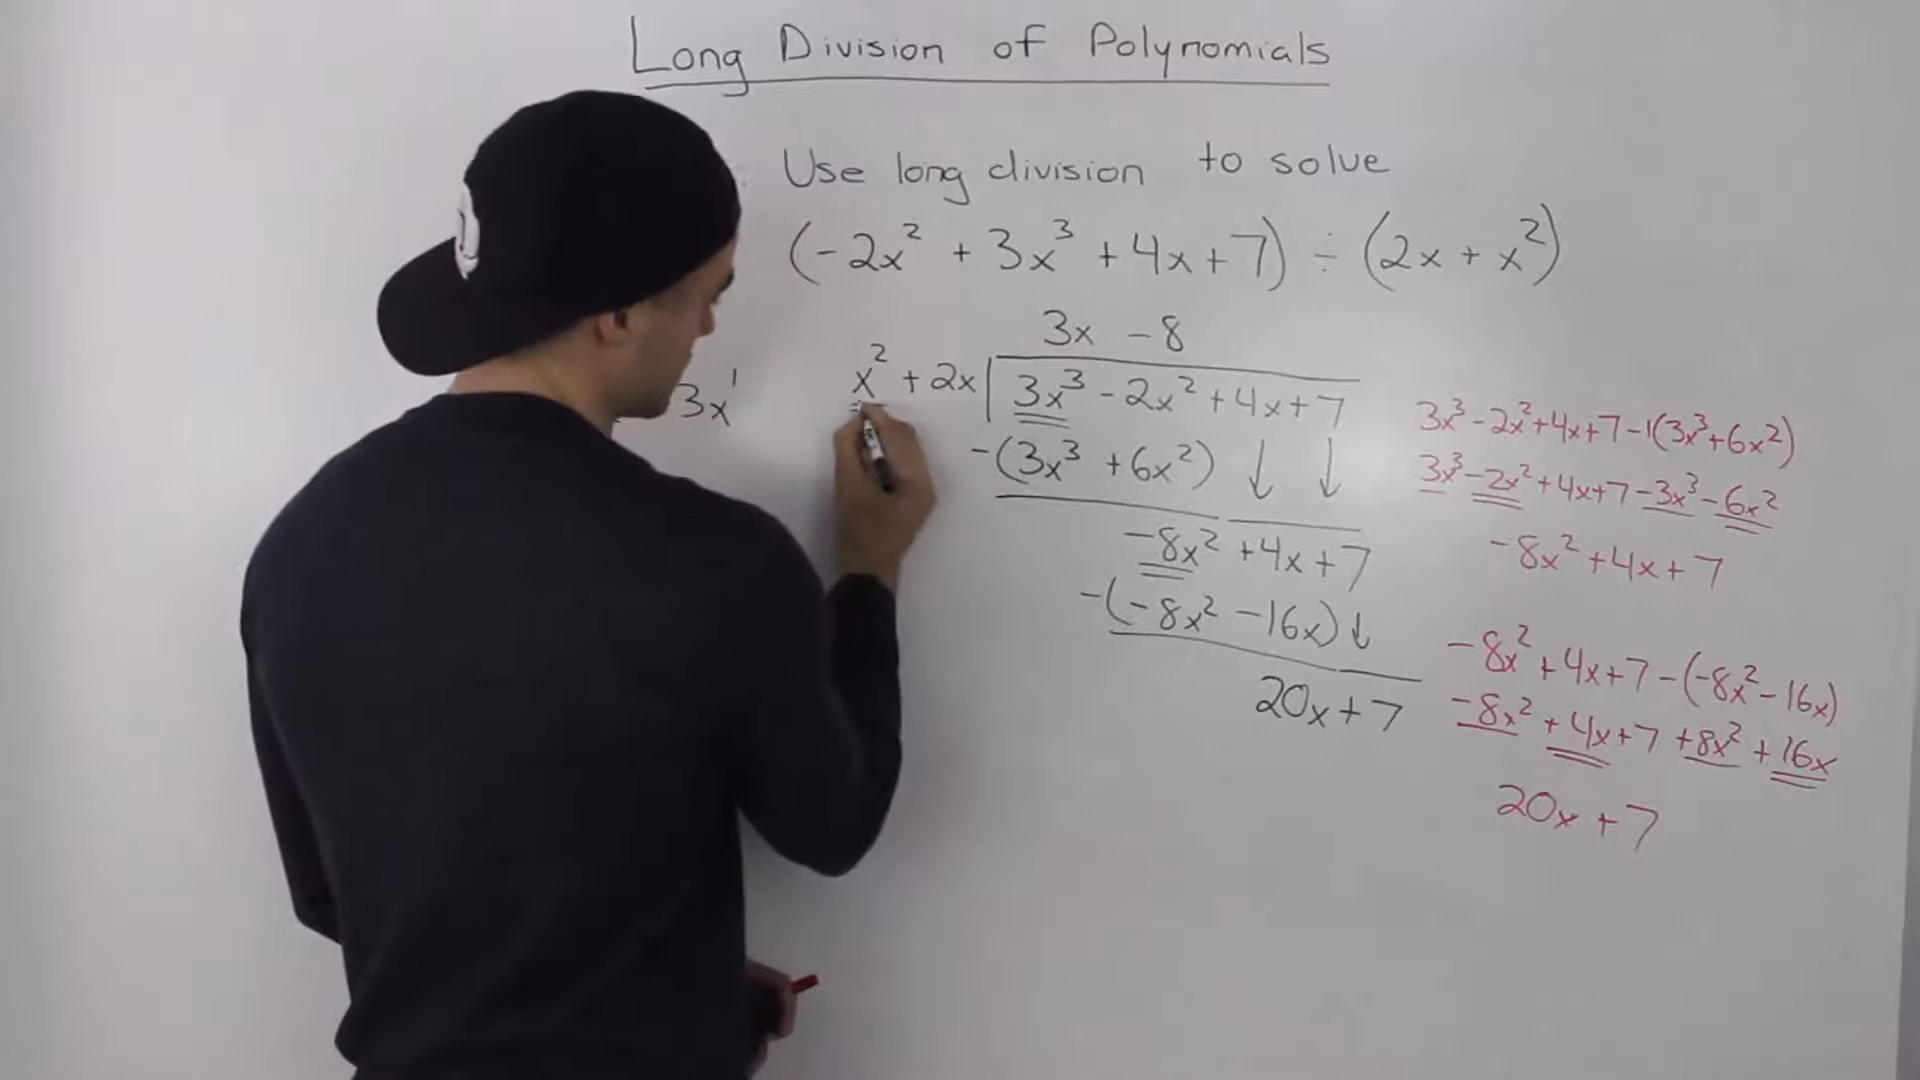 Long Division of Polynomials
Use long division to solve
(-2x² + 3x³ + 4x + 7) ÷ (2x + x²)
3x - 8
3x¹
x² + 2x | 3x³ - 2x² + 4x + 7
-(3x³ + 6x²) ↓ ↓
-8x² + 4x + 7
-(-8x² - 16x) ↓
20x + 7
3x³ - 2x² + 4x + 7 - 1(3x³ + 6x²)
3x³ - 2x² + 4x + 7 - 3x³ - 6x²
-8x² + 4x + 7
-8x² + 4x + 7 - (-8x² - 16x)
-8x² + 4x + 7 + 8x² + 16x
20x + 7